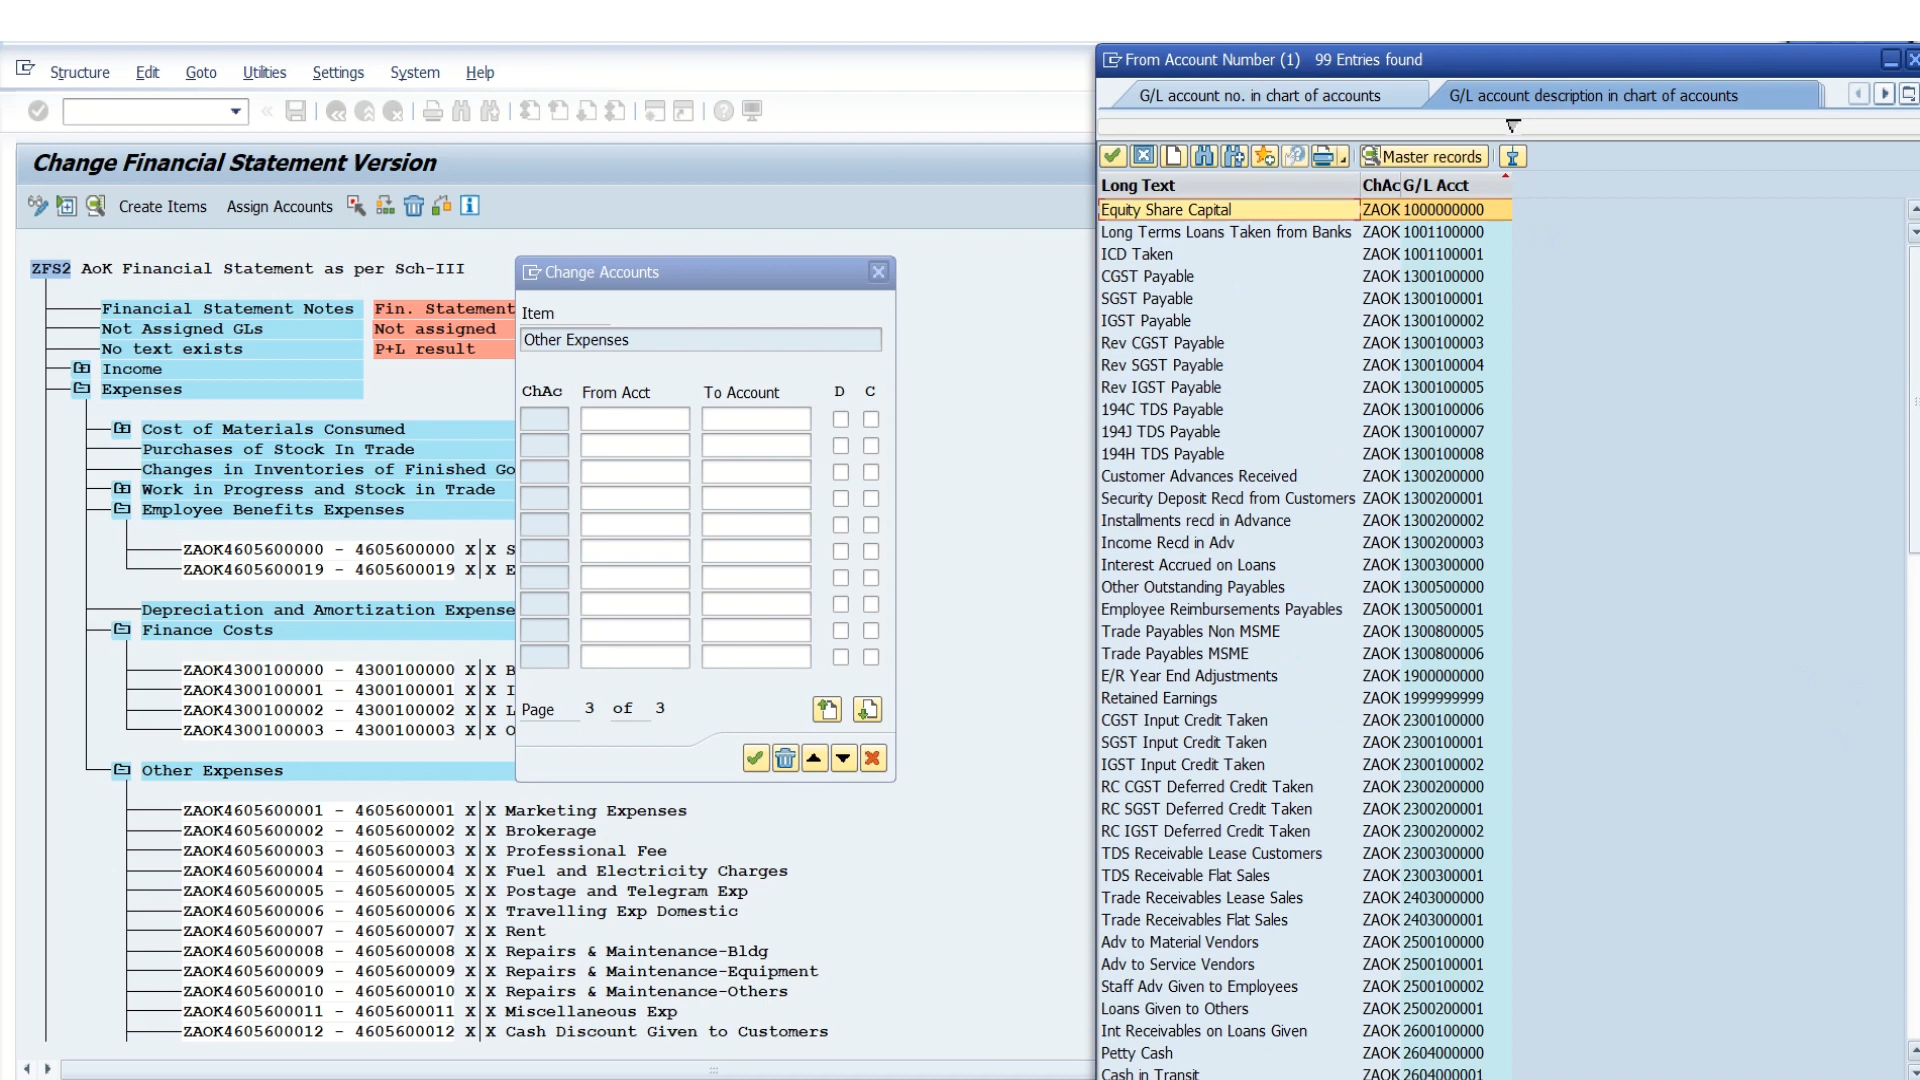 Structure Edit Goto Utilities Settings System Help
Change Financial Statement Version
Create Items Assign Accounts
ZFS2 AoK Financial Statement as per Sch-III
Financial Statement Notes Fin. Statement
Not Assigned GLs Not assigned
No text exists P+L result
Income
Expenses
Cost of Materials Consumed
Purchases of Stock In Trade
Changes in Inventories of Finished Go
Work in Progress and Stock in Trade
Employee Benefits Expenses
ZAOK4605600000 - 4605600000 X X S
ZAOK4605600019 - 4605600019 X X E
Depreciation and Amortization Expense
Finance Costs
ZAOK4300100000 - 4300100000 X X B
ZAOK4300100001 - 4300100001 X X I
ZAOK4300100002 - 4300100002 X X L
ZAOK4300100003 - 4300100003 X X O
Other Expenses
ZAOK4605600001 - 4605600001 X X Marketing Expenses
ZAOK4605600002 - 4605600002 X X Brokerage
ZAOK4605600003 - 4605600003 X X Professional Fee
ZAOK4605600004 - 4605600004 X X Fuel and Electricity Charges
ZAOK4605600005 - 4605600005 X X Postage and Telegram Exp
ZAOK4605600006 - 4605600006 X X Travelling Exp Domestic
ZAOK4605600007 - 4605600007 X X Rent
ZAOK4605600008 - 4605600008 X X Repairs & Maintenance-Bldg
ZAOK4605600009 - 4605600009 X X Repairs & Maintenance-Equipment
ZAOK4605600010 - 4605600010 X X Repairs & Maintenance-Others
ZAOK4605600011 - 4605600011 X X Miscellaneous Exp
ZAOK4605600012 - 4605600012 X X Cash Discount Given to Customers
Change Accounts
Item
Other Expenses
ChAc From Acct To Account D C
Page 3 of 3
From Account Number (1) 99 Entries found
G/L account no. in chart of accounts G/L account description in chart of accounts
Master records
Long Text ChAc G/L Acct
Equity Share Capital ZAOK 1000000000
Long Terms Loans Taken from Banks ZAOK 1001100000
ICD Taken ZAOK 1001100001
CGST Payable ZAOK 1300100000
SGST Payable ZAOK 1300100001
IGST Payable ZAOK 1300100002
Rev CGST Payable ZAOK 1300100003
Rev SGST Payable ZAOK 1300100004
Rev IGST Payable ZAOK 1300100005
194C TDS Payable ZAOK 1300100006
194J TDS Payable ZAOK 1300100007
194H TDS Payable ZAOK 1300100008
Customer Advances Received ZAOK 1300200000
Security Deposit Recd from Customers ZAOK 1300200001
Installments recd in Advance ZAOK 1300200002
Income Recd in Adv ZAOK 1300200003
Interest Accrued on Loans ZAOK 1300300000
Other Outstanding Payables ZAOK 1300500000
Employee Reimbursements Payables ZAOK 1300500001
Trade Payables Non MSME ZAOK 1300800005
Trade Payables MSME ZAOK 1300800006
E/R Year End Adjustments ZAOK 1900000000
Retained Earnings ZAOK 1999999999
CGST Input Credit Taken ZAOK 2300100000
SGST Input Credit Taken ZAOK 2300100001
IGST Input Credit Taken ZAOK 2300100002
RC CGST Deferred Credit Taken ZAOK 2300200000
RC SGST Deferred Credit Taken ZAOK 2300200001
RC IGST Deferred Credit Taken ZAOK 2300200002
TDS Receivable Lease Customers ZAOK 2300300000
TDS Receivable Flat Sales ZAOK 2300300001
Trade Receivables Lease Sales ZAOK 2403000000
Trade Receivables Flat Sales ZAOK 2403000001
Adv to Material Vendors ZAOK 2500100000
Adv to Service Vendors ZAOK 2500100001
Staff Adv Given to Employees ZAOK 2500100002
Loans Given to Others ZAOK 2500200001
Int Receivables on Loans Given ZAOK 2600100000
Petty Cash ZAOK 2604000000
Cash in Transit ZAOK 2604000001